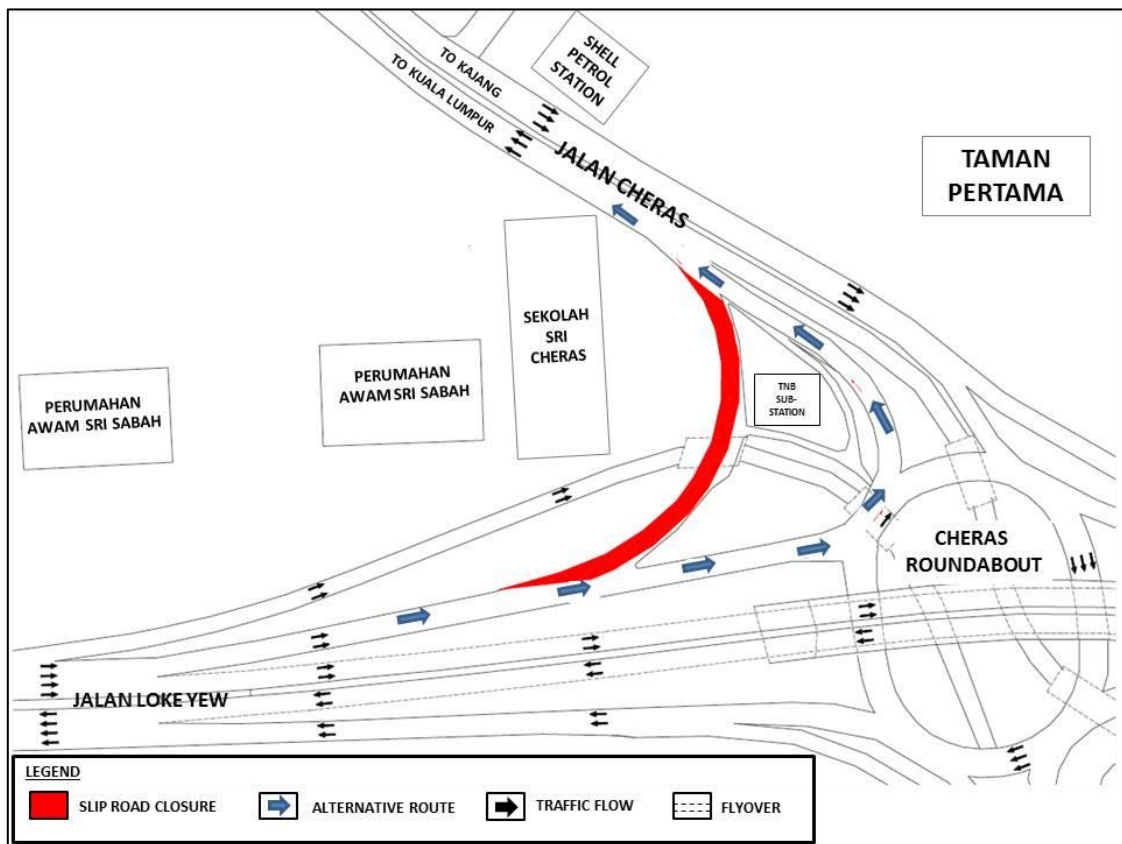 SHELL
PETROL
STATION
TO KAJANG
TO KUALA LUMPUR
JALAN CHERAS
TAMAN
PERTAMA
SEKOLAH
SRI
CHERAS
PERUMAHAN
AWAM SRI SABAH
PERUMAHAN
AWAM SRI SABAH
TNB
SUB-
STATION
CHERAS
ROUNDABOUT
JALAN LOKE YEW
LEGEND
SLIP ROAD CLOSURE
ALTERNATIVE ROUTE
TRAFFIC FLOW
FLYOVER